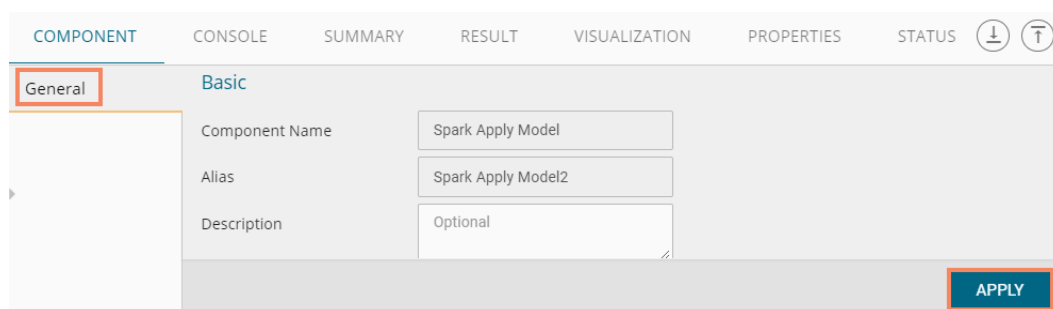 COMPONENT CONSOLE SUMMARY RESULT VISUALIZATION PROPERTIES STATUS
General
Basic
Component Name Spark Apply Model
Alias Spark Apply Model2
Description Optional
APPLY